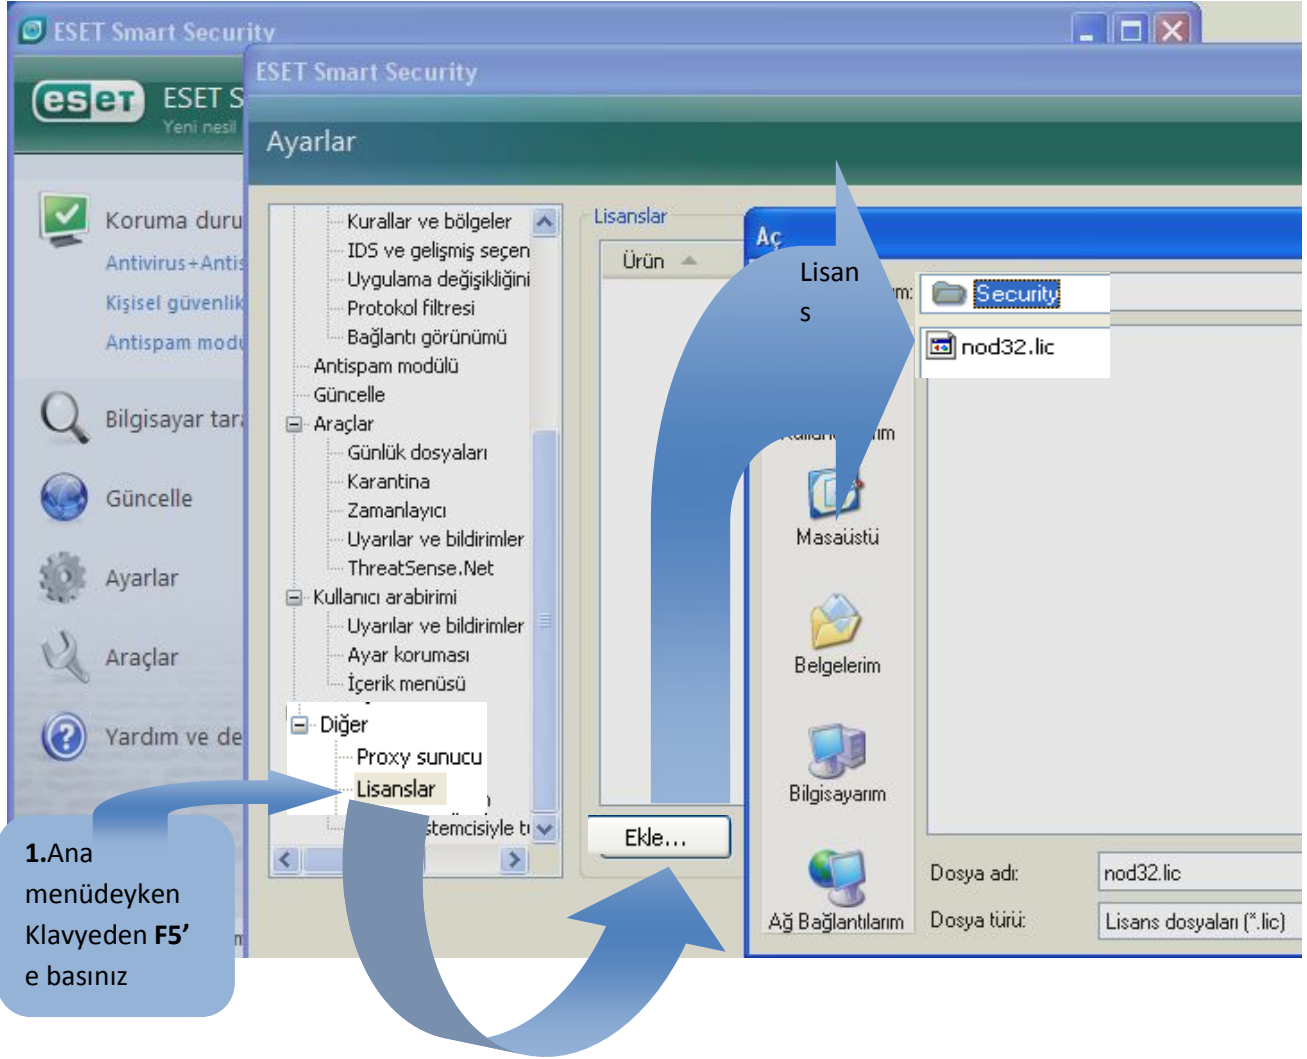 ESET Smart Security
ESET Smart Security
eset
ESET S
Yeni nesil
Ayarlar
Koruma duru
Antivirus+Antis
Kişisel güvenlik
Antispam modü
Bilgisayar tara
Güncelle
Ayarlar
Araçlar
Yardım ve de
Kurallar ve bölgeler
IDS ve gelişmiş seçen
Uygulama değişikliğini
Protokol filtresi
Bağlantı görünümü
Antispam modülü
Güncelle
Araçlar
Günlük dosyaları
Karantina
Zamanlayıcı
Uyarılar ve bildirimler
ThreatSense.Net
Kullanıcı arabirimi
Uyarılar ve bildirimler
Ayar koruması
İçerik menüsü
Diğer
Proxy sunucu
Lisanslar
stemcisiyle tü
Lisanslar
Ürün
Ekle...
Aç
Lisan
s
m:
Security
nod32.lic
Masaüstü
Belgelerim
Bilgisayarım
Ağ Bağlantılarım
Dosya adı:
nod32.lic
Dosya türü:
Lisans dosyaları (*.lic)
1.Ana
menüdeyken
Klavyeden F5’
e basınız